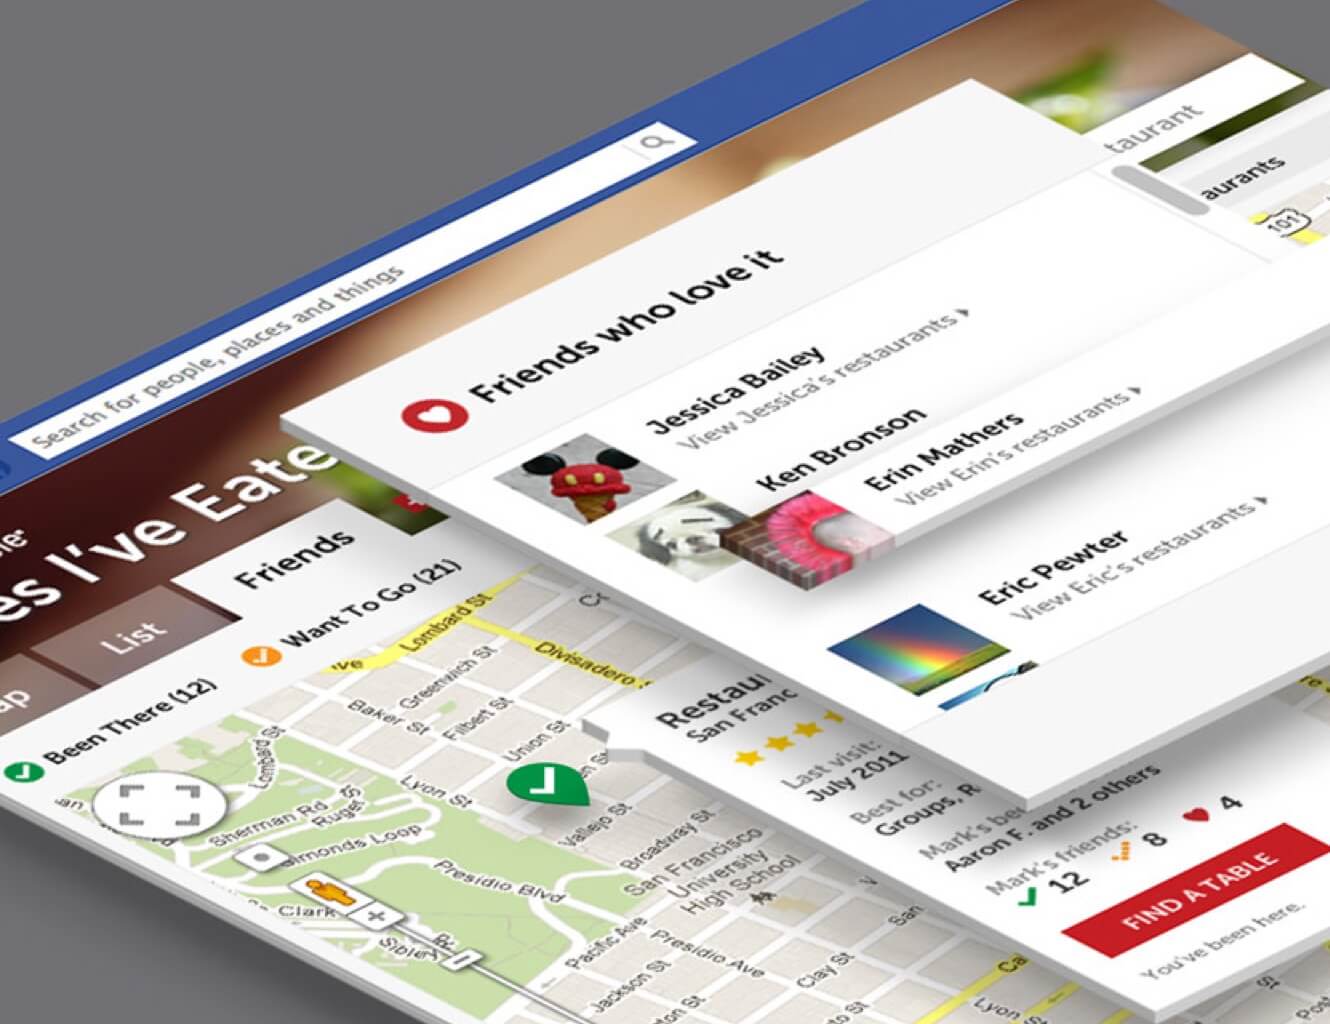 Search for people, places and things
es I've Eate
List
Friends
Been There (12)
Want To Go (21)
taurant
aurants
101
Friends who love it
Jessica Bailey
View Jessica's restaurants
Ken Bronson
Erin Mathers
View Erin's restaurants
Eric Pewter
View Eric's restaurants
Restau
San Franc
Last visit:
July 2011
Best for:
Groups, R
Mark's be
Aaron F. and 2 others
Mark's friends:
12 8 4
FIND A TABLE
You've been here.
Lombard St
Divisadero
Greenwich St
Baker St
Filbert St
Union St
Lombard St
Lyon St
Sherman Rd
Ruger St
Edmonds Loop
Vallejo St
Broadway St
Presidio Blvd
San Francisco
University
High School
Clark
Sibley
Pacific Ave
Presidio Ave
Jackson St
Clay St
San
Ca
Lyon